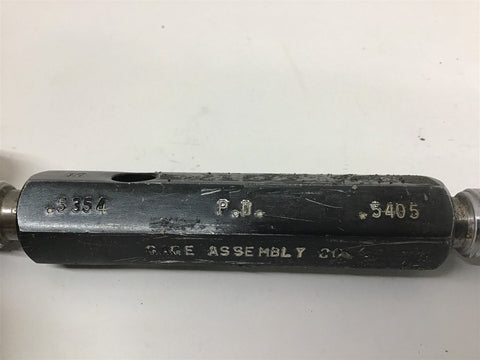 .5354 P.D. .5405
GAGE ASSEMBLY CO.